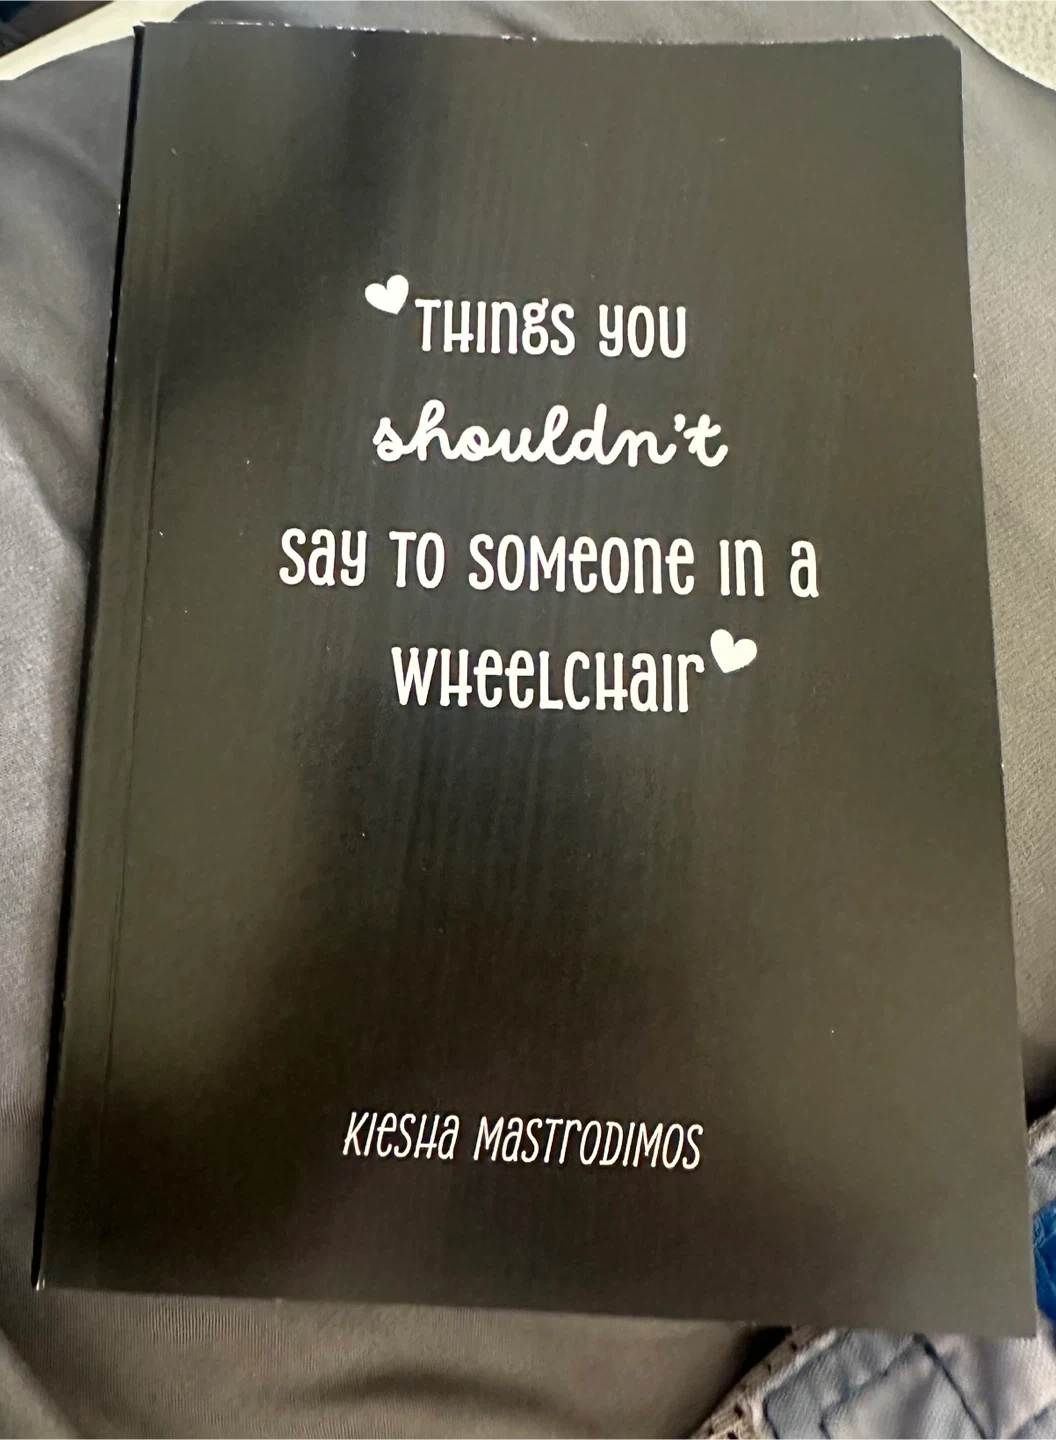 THINGS YOU
shouldn't
SAY TO SOMEONE IN A
WHEELCHAIR
KIESHA MASTRODIMOS